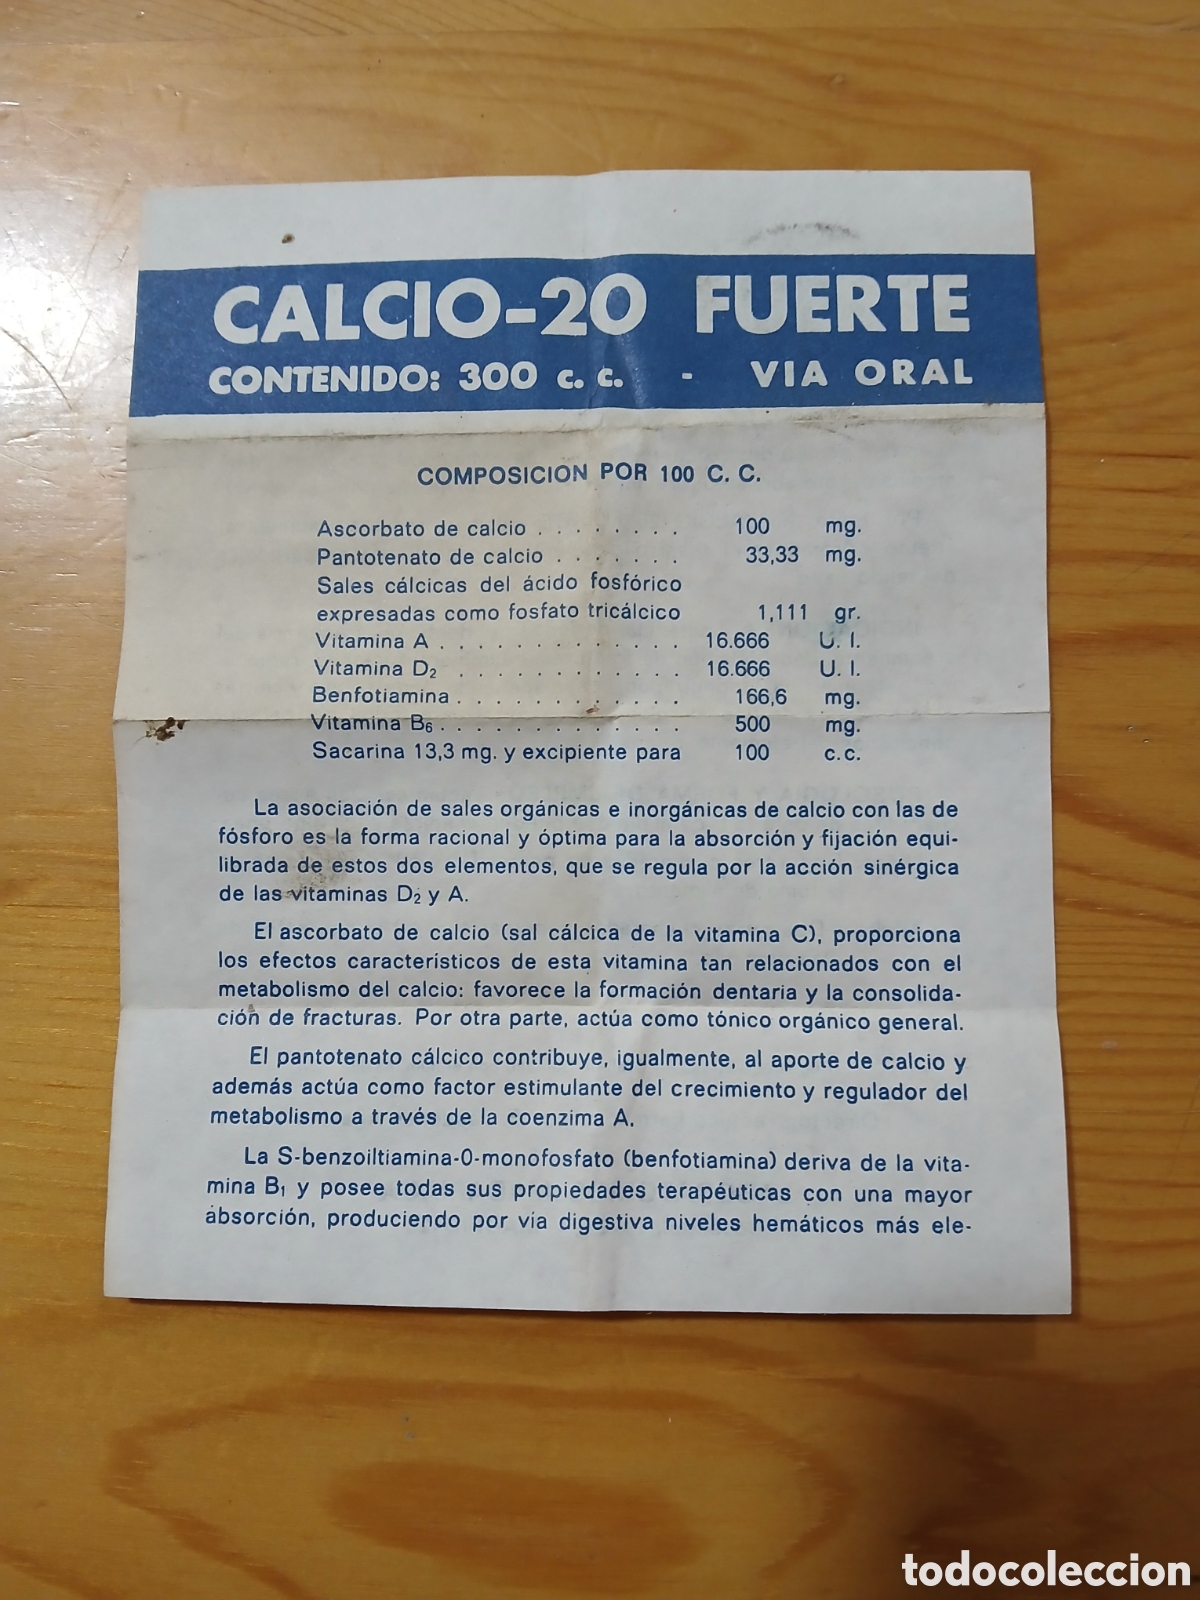 CALCIO-20 FUERTE
CONTENIDO: 300 c. c. - VIA ORAL
COMPOSICION POR 100 C. C.
Ascorbato de calcio . . . . . . . . 100 mg.
Pantotenato de calcio . . . . . . . 33,33 mg.
Sales cálcicas del ácido fosfórico
expresadas como fosfato tricálcico 1,111 gr.
Vitamina A . . . . . . . . . . . . . 16.666 U. I.
Vitamina D₂ . . . . . . . . . . . . 16.666 U. I.
Benfotiamina . . . . . . . . . . . . 166,6 mg.
Vitamina B₆ . . . . . . . . . . . . . 500 mg.
Sacarina 13,3 mg. y excipiente para 100 c.c.
La asociación de sales orgánicas e inorgánicas de calcio con las de
fósforo es la forma racional y óptima para la absorción y fijación equi-
librada de estos dos elementos, que se regula por la acción sinérgica
de las vitaminas D₂ y A.
El ascorbato de calcio (sal cálcica de la vitamina C), proporciona
los efectos característicos de esta vitamina tan relacionados con el
metabolismo del calcio: favorece la formación dentaria y la consolida-
ción de fracturas. Por otra parte, actúa como tónico orgánico general.
El pantotenato cálcico contribuye, igualmente, al aporte de calcio y
además actúa como factor estimulante del crecimiento y regulador del
metabolismo a través de la coenzima A.
La S-benzoiltiamina-0-monofosfato (benfotiamina) deriva de la vita-
mina B₁ y posee todas sus propiedades terapéuticas con una mayor
absorción, produciendo por vía digestiva niveles hemáticos más ele-
todocoleccion